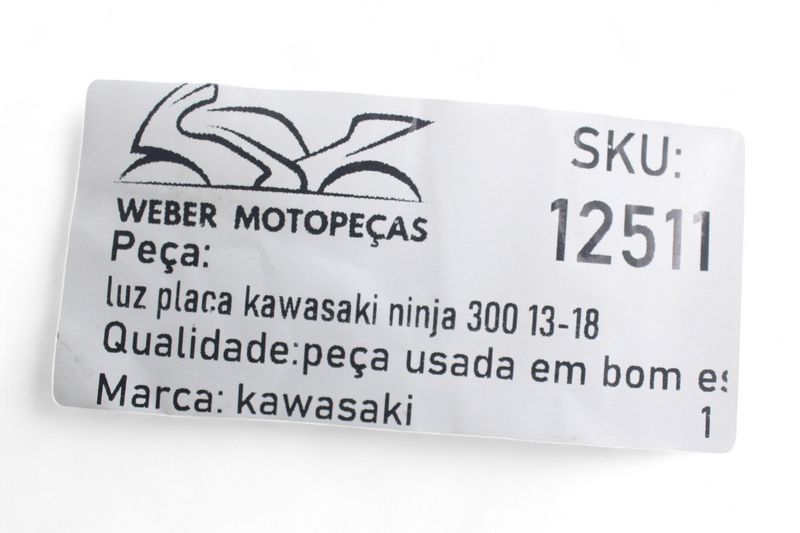 WEBER MOTOPEÇAS
SKU:
12511
Peça:
luz placa kawasaki ninja 300 13-18
Qualidade:peça usada em bom es
Marca: kawasaki
1